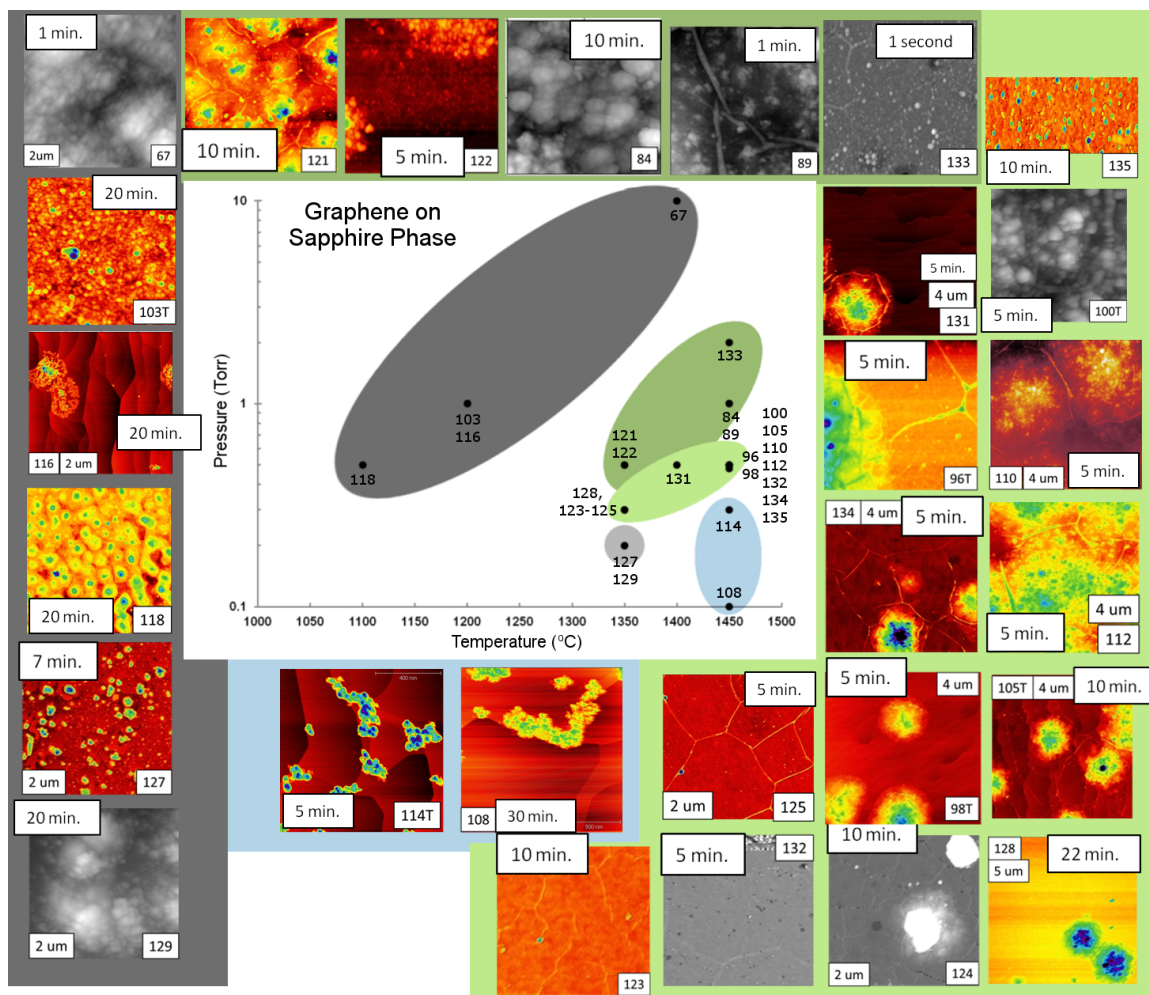 1 min.
2um
67
10 min.
121
5 min.
122
10 min.
84
1 min.
89
1 second
133
10 min.
135
20 min.
103T
116
2 um
20 min.
20 min.
118
7 min.
2 um
127
20 min.
2 um
129
Graphene on
Sapphire Phase
Pressure (Torr)
10
1
0.1
67
133
103
116
84
89
100
105
110
112
132
134
135
121
122
96
98
118
131
128,
123-125
114
127
129
108
1000
1050
1100
1150
1200
1250
1300
1350
1400
1450
1500
Temperature (°C)
5 min.
4 um
131
5 min.
100T
5 min.
96T
110
4 um
5 min.
134
4 um
5 min.
5 min.
4 um
112
400 nm
5 min.
114T
108
30 min.
500 nm
5 min.
2 um
125
5 min.
4 um
98T
105T
4 um
10 min.
10 min.
123
5 min.
132
10 min.
2 um
124
128
5 um
22 min.